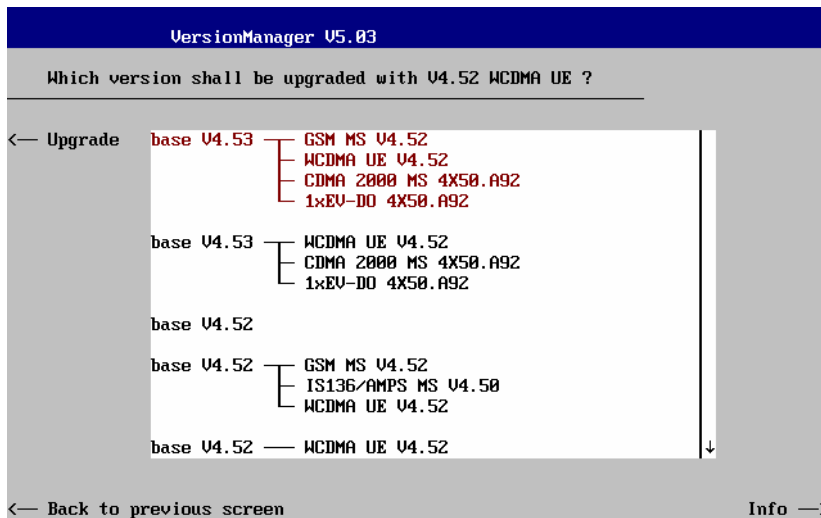 VersionManager V5.03
Which version shall be upgraded with V4.52 WCDMA UE ?
<— Upgrade
base V4.53 GSM MS V4.52
WCDMA UE V4.52
CDMA 2000 MS 4X50.A92
1xEV-DO 4X50.A92
base V4.53 WCDMA UE V4.52
CDMA 2000 MS 4X50.A92
1xEV-DO 4X50.A92
base V4.52
base V4.52 GSM MS V4.52
IS136/AMPS MS V4.50
WCDMA UE V4.52
base V4.52 WCDMA UE V4.52
<— Back to previous screen
Info —